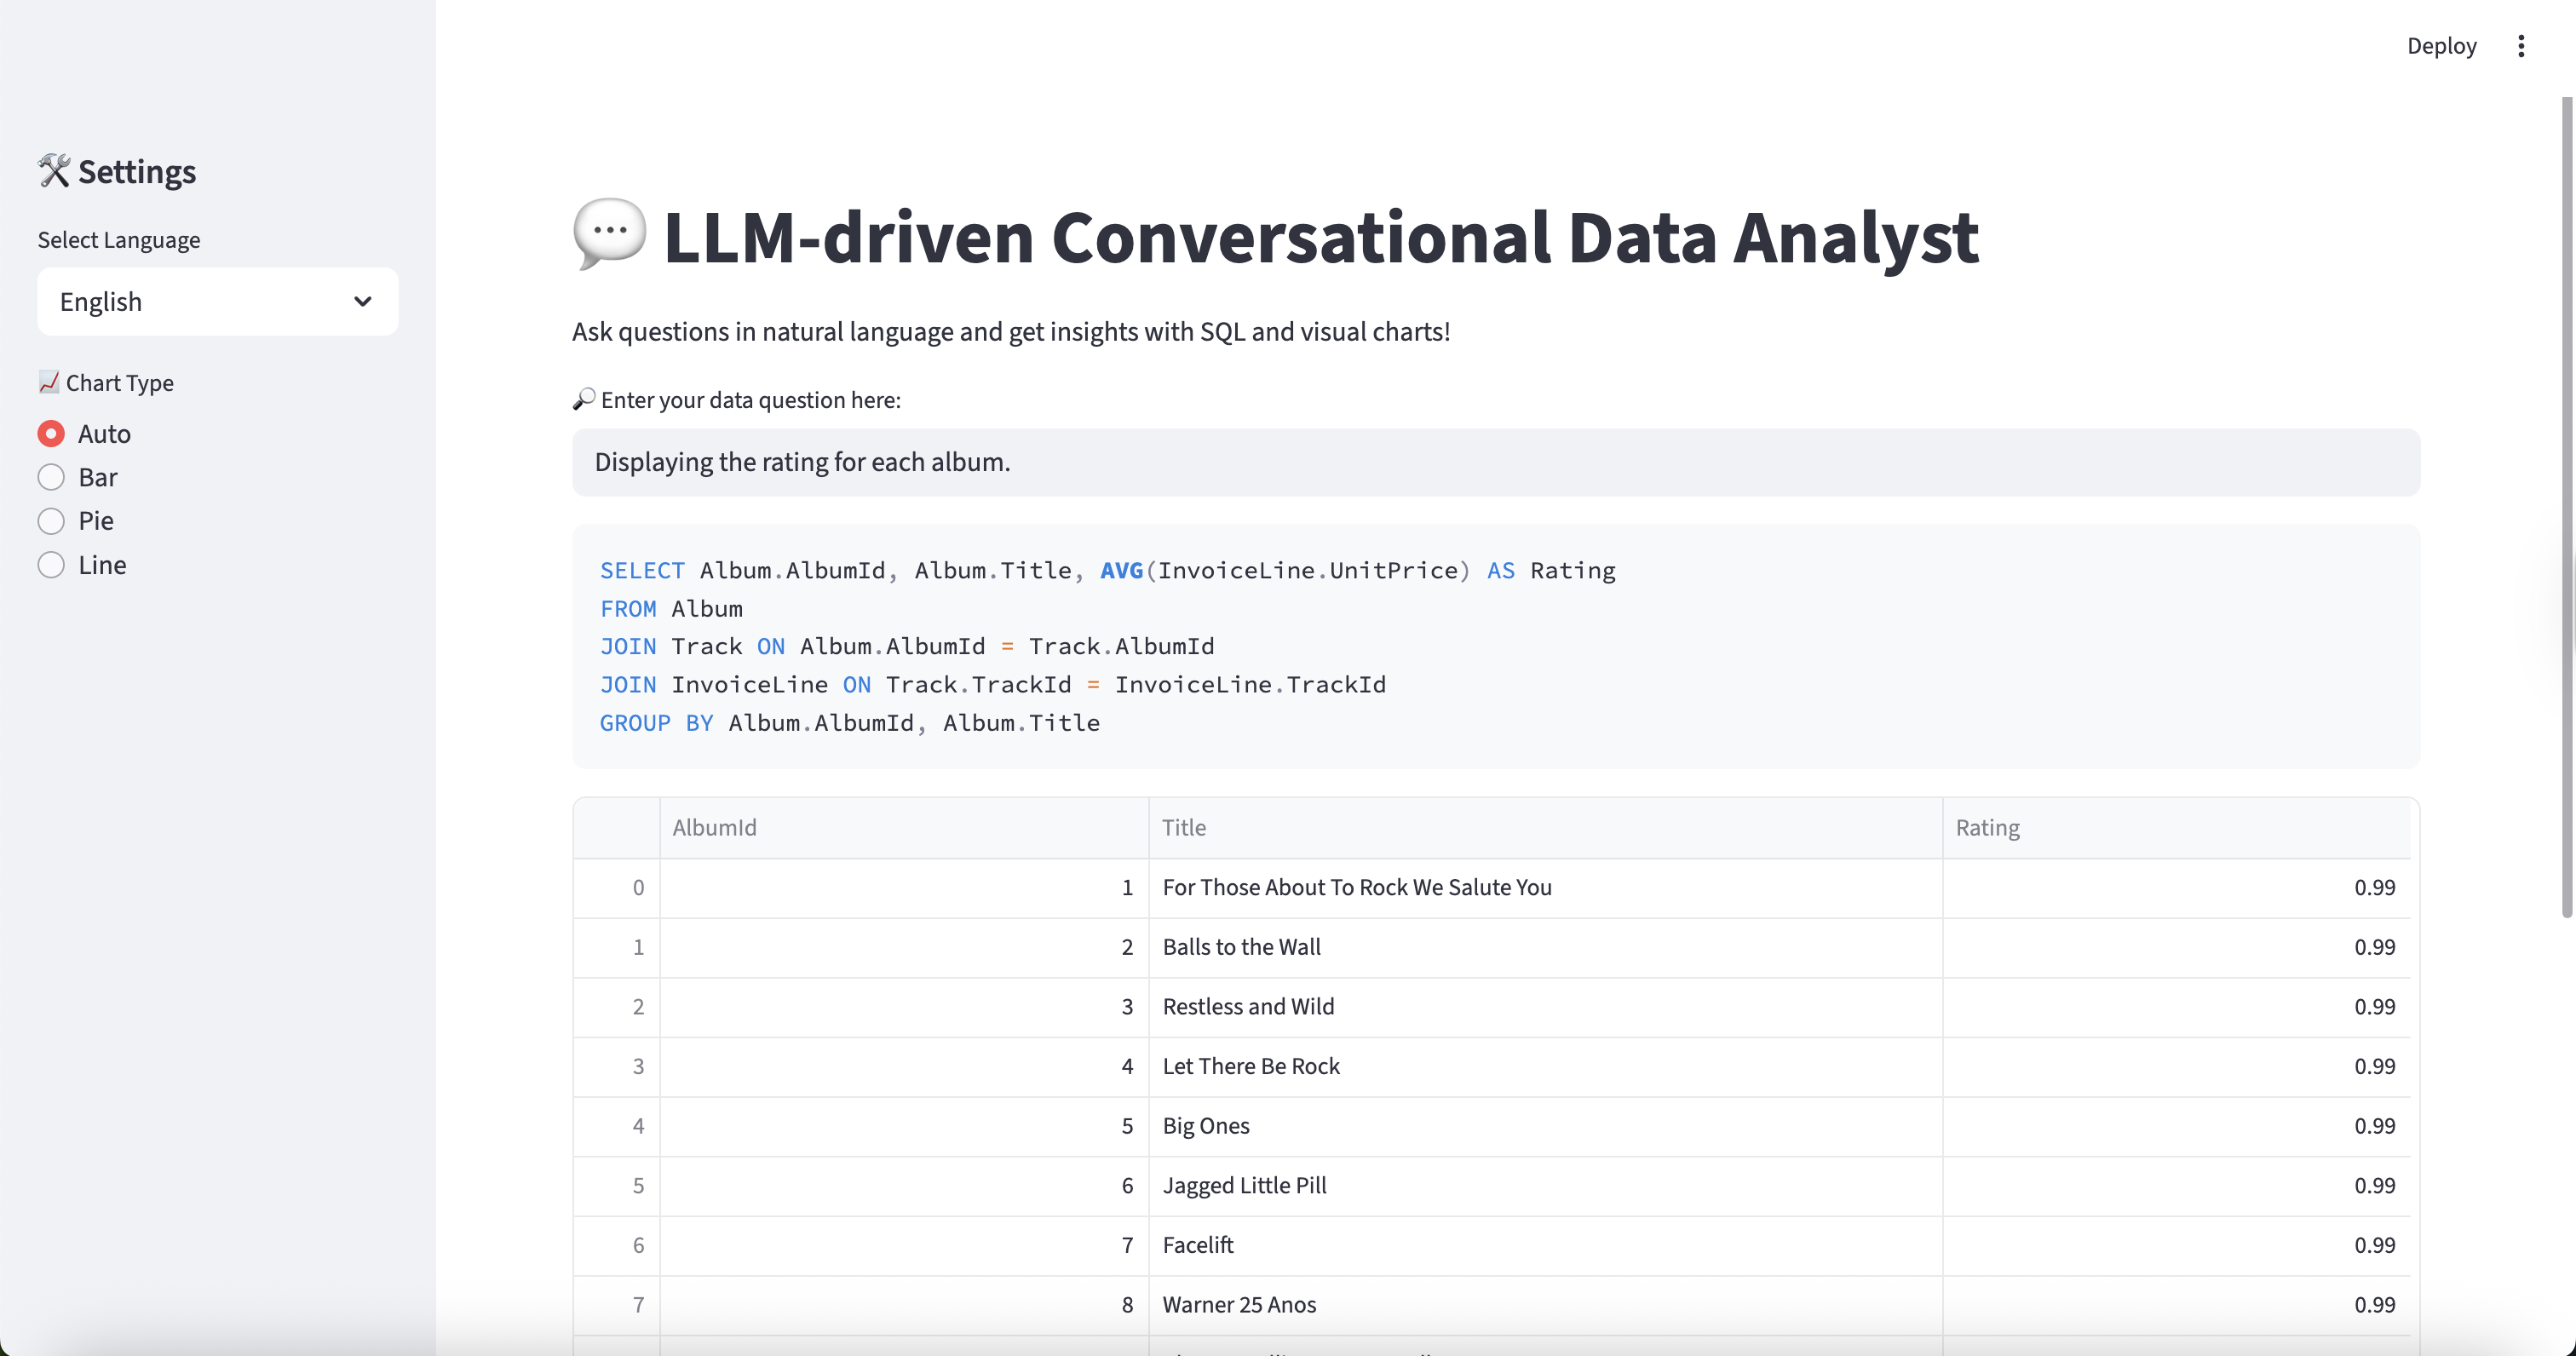 Deploy
Settings
Select Language
English
Chart Type
Auto
Bar
Pie
Line
LLM-driven Conversational Data Analyst
Ask questions in natural language and get insights with SQL and visual charts!
Enter your data question here:
Displaying the rating for each album.
SELECT Album.AlbumId, Album.Title, AVG(InvoiceLine.UnitPrice) AS Rating
FROM Album
JOIN Track ON Album.AlbumId = Track.AlbumId
JOIN InvoiceLine ON Track.TrackId = InvoiceLine.TrackId
GROUP BY Album.AlbumId, Album.Title
AlbumId Title Rating
0 1 For Those About To Rock We Salute You 0.99
1 2 Balls to the Wall 0.99
2 3 Restless and Wild 0.99
3 4 Let There Be Rock 0.99
4 5 Big Ones 0.99
5 6 Jagged Little Pill 0.99
6 7 Facelift 0.99
7 8 Warner 25 Anos 0.99